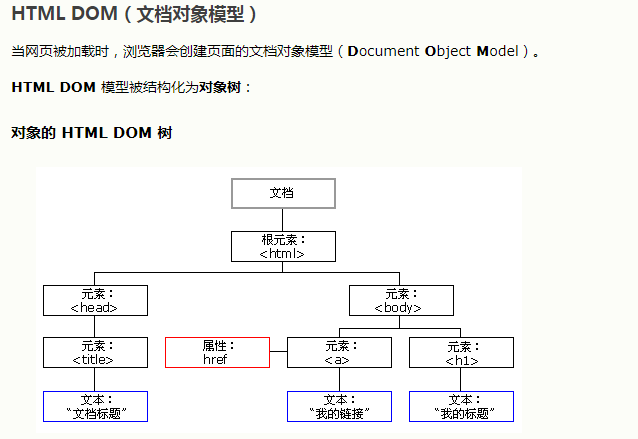 HTML DOM（文档对象模型）
当网页被加载时，浏览器会创建页面的文档对象模型（Document Object Model）。
HTML DOM 模型被结构化为对象树：
对象的 HTML DOM 树
文档
根元素：
<html>
元素：
<head>
元素：
<body>
元素：
<title>
属性：
href
元素：
<a>
元素：
<h1>
文本：
“文档标题”
文本：
“我的链接”
文本：
“我的标题”